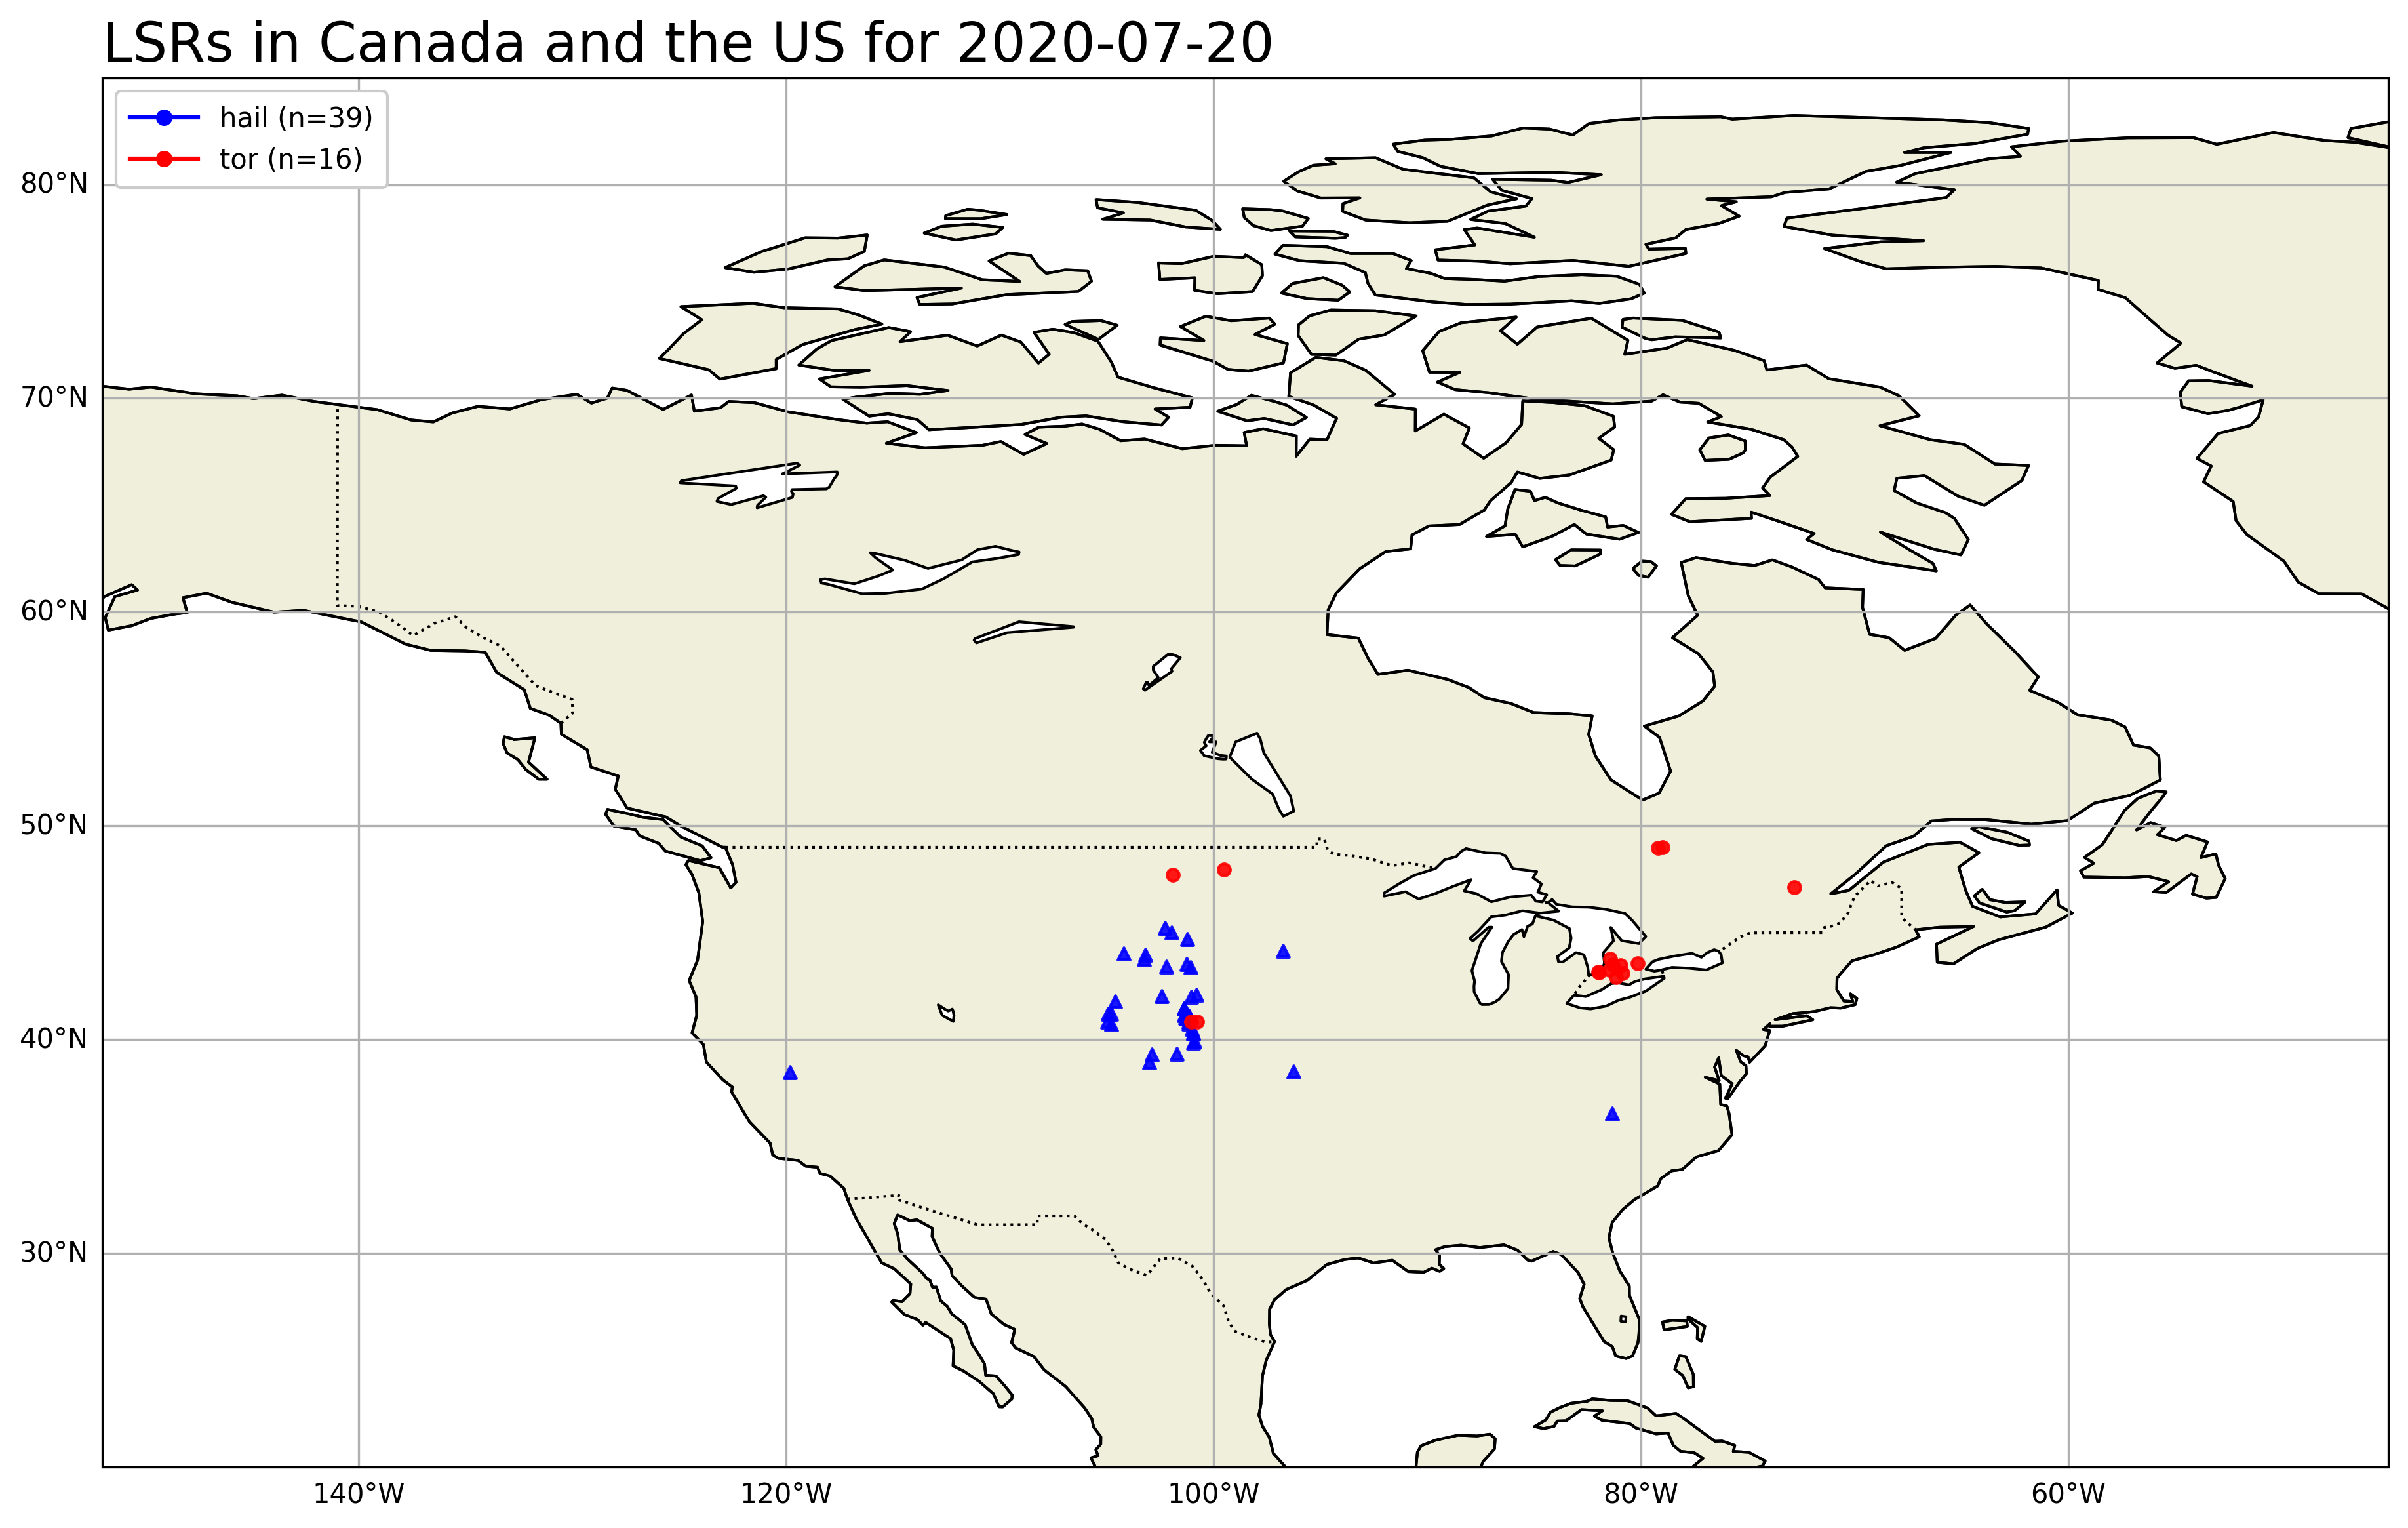 LSRs in Canada and the US for 2020-07-20
hail (n=39)
tor (n=16)
80°N
70°N
60°N
50°N
40°N
30°N
140°W
120°W
100°W
80°W
60°W